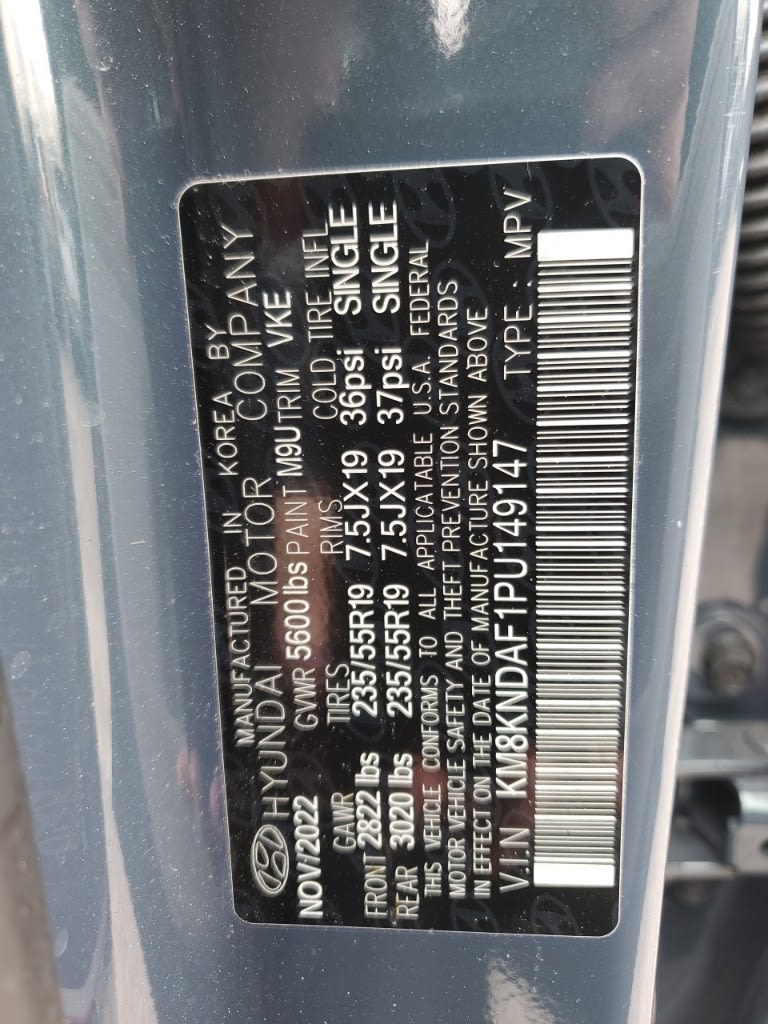 MANUFACTURED IN KOREA BY
HYUNDAI MOTOR COMPANY
NOV/2022 GVWR 5600 lbs PAINT M9U TRIM VKE
GAWR TIRES RIMS COLD TIRE INFL
FRONT 2822 lbs 235/55R19 7.5JX19 36psi SINGLE
REAR 3020 lbs 235/55R19 7.5JX19 37psi SINGLE
THIS VEHICLE CONFORMS TO ALL APPLICATABLE U.S.A. FEDERAL
MOTOR VEHICLE SAFETY AND THEFT PREVENTION STANDARDS
IN EFFECT ON THE DATE OF MANUFACTURE SHOWN ABOVE
V.I.N KM8KNDAF1PU149147 TYPE : MPV